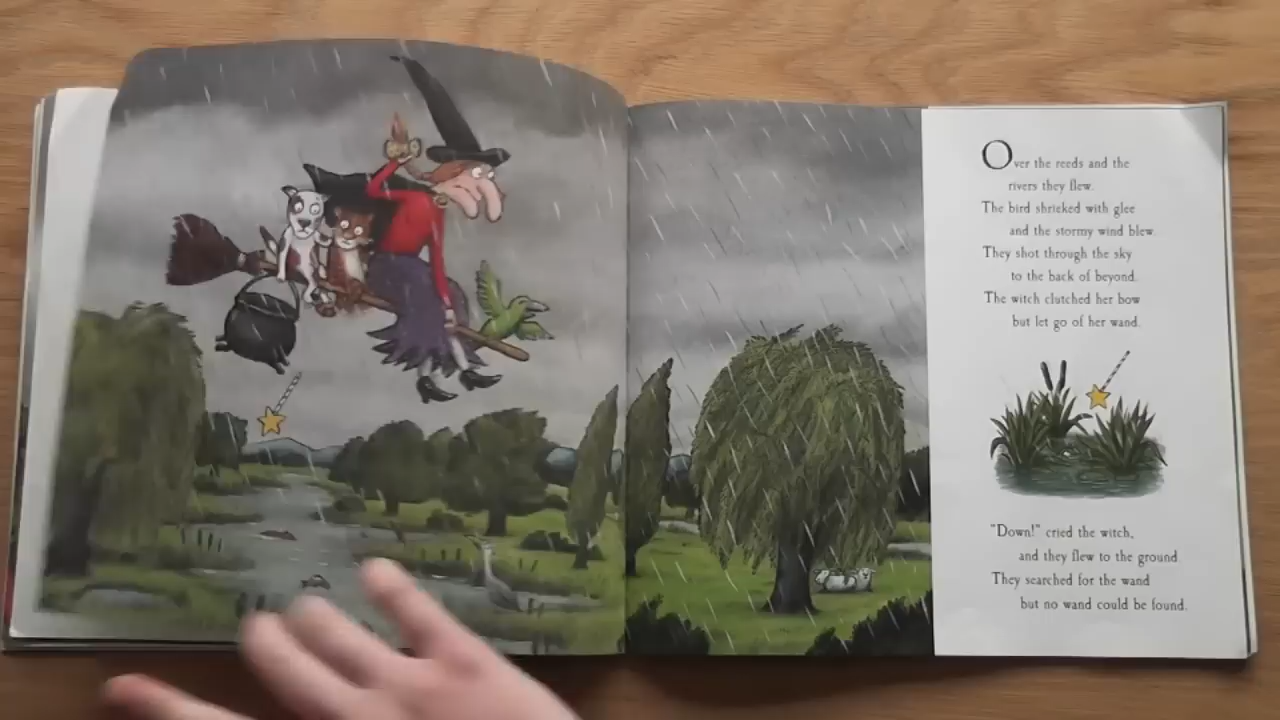 Over the reeds and the
rivers they flew.
The bird shrieked with glee
and the stormy wind blew.
They shot through the sky
to the back of beyond.
The witch clutched her bow
but let go of her wand.
"Down!" cried the witch,
and they flew to the ground.
They searched for the wand
but no wand could be found.